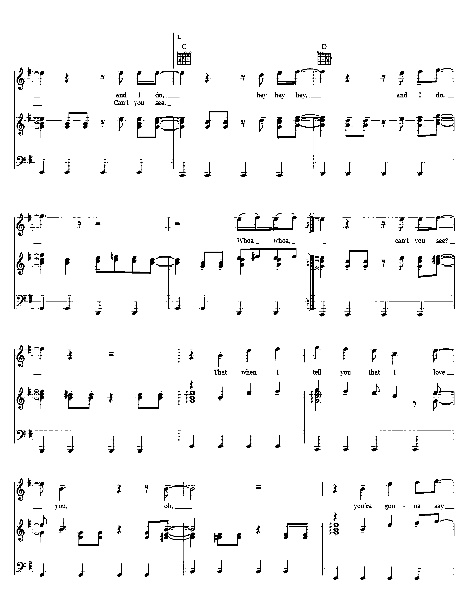 C D
and I do, hey hey hey, and I do.
Can't you see,
Whoa, whoa, can't you see?
That when I tell you that I love
you, oh, you're gon - na say